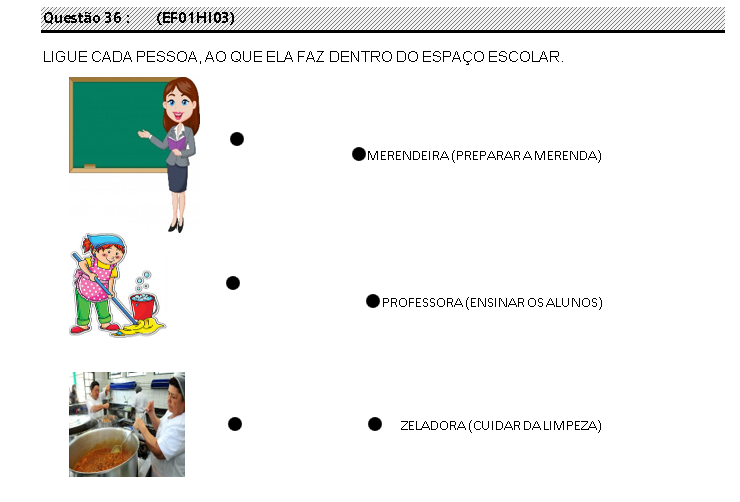 Questão 36 : (EF01HI03)
LIGUE CADA PESSOA, AO QUE ELA FAZ DENTRO DO ESPAÇO ESCOLAR.
MERENDEIRA (PREPARAR A MERENDA)
PROFESSORA (ENSINAR OS ALUNOS)
ZELADORA (CUIDAR DA LIMPEZA)